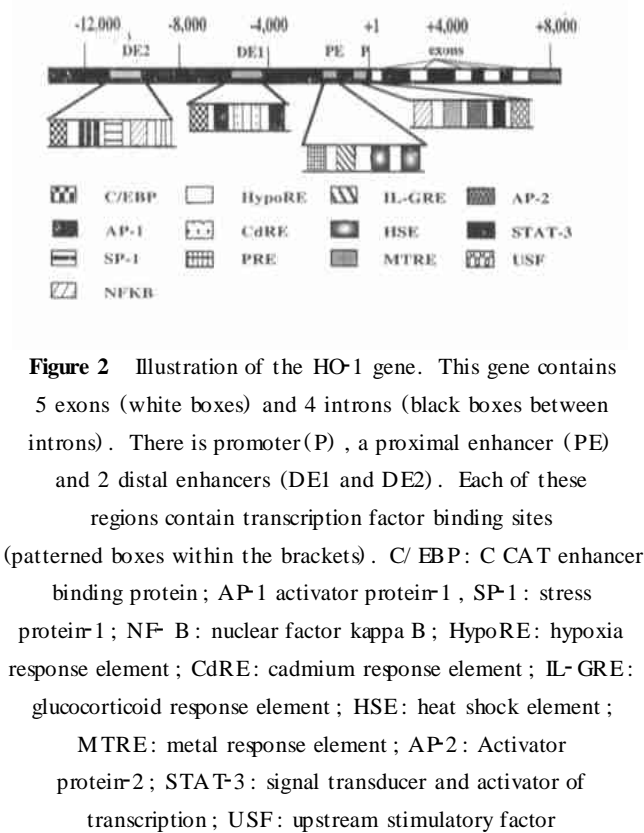 -12,000 -8,000 -4,000 +1 +4,000 +8,000
DE2 DE1 PE P exons
C/EBP HypoRE IL-GRE AP-2
AP-1 CdRE HSE STAT-3
SP-1 PRE MTRE USF
NFKB
Figure 2 Illustration of the HO-1 gene. This gene contains
5 exons (white boxes) and 4 introns (black boxes between
introns). There is promoter(P), a proximal enhancer (PE)
and 2 distal enhancers (DE1 and DE2). Each of these
regions contain transcription factor binding sites
(patterned boxes within the brackets). C/ EBP: C CAT enhancer
binding protein; AP-1 activator protein-1, SP-1: stress
protein-1; NF- B: nuclear factor kappa B; HypoRE: hypoxia
response element; CdRE: cadmium response element; IL-GRE:
glucocorticoid response element; HSE: heat shock element;
MTRE: metal response element; AP-2: Activator
protein-2; STAT-3: signal transducer and activator of
transcription; USF: upstream stimulatory factor